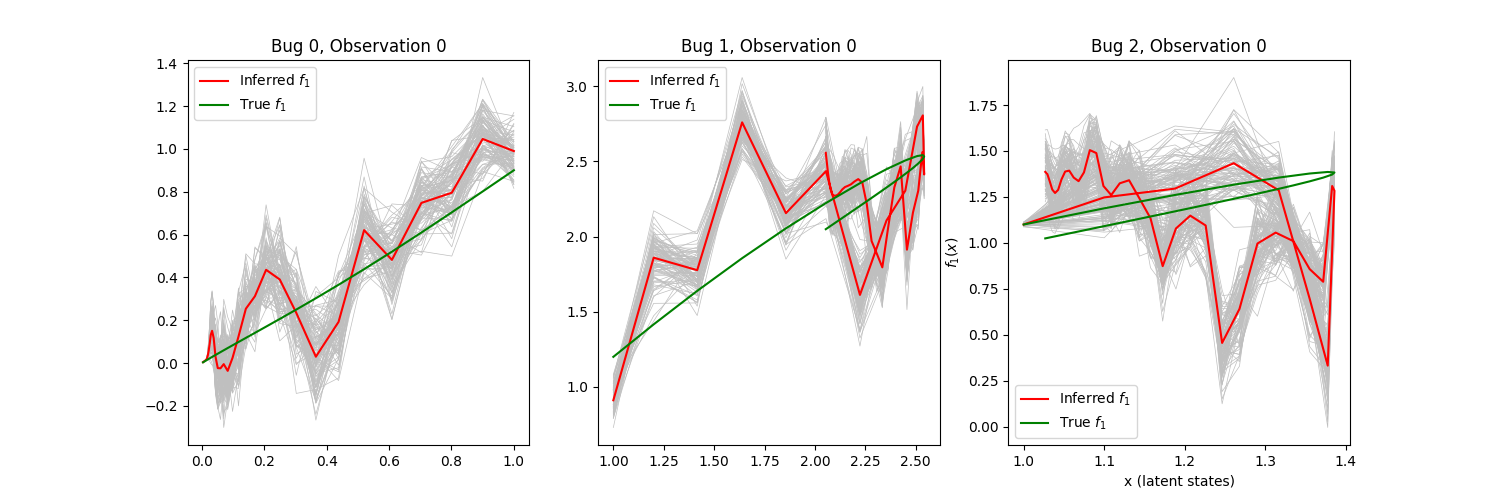 Bug 0, Observation 0
Inferred f₁
True f₁
1.4
1.2
1.0
0.8
0.6
0.4
0.2
0.0
−0.2
0.0 0.2 0.4 0.6 0.8 1.0
Bug 1, Observation 0
Inferred f₁
True f₁
3.0
2.5
2.0
1.5
1.0
1.00 1.25 1.50 1.75 2.00 2.25 2.50
Bug 2, Observation 0
f₁(x)
1.75
1.50
1.25
1.00
0.75
0.50
0.25
0.00
Inferred f₁
True f₁
1.0 1.1 1.2 1.3 1.4
x (latent states)